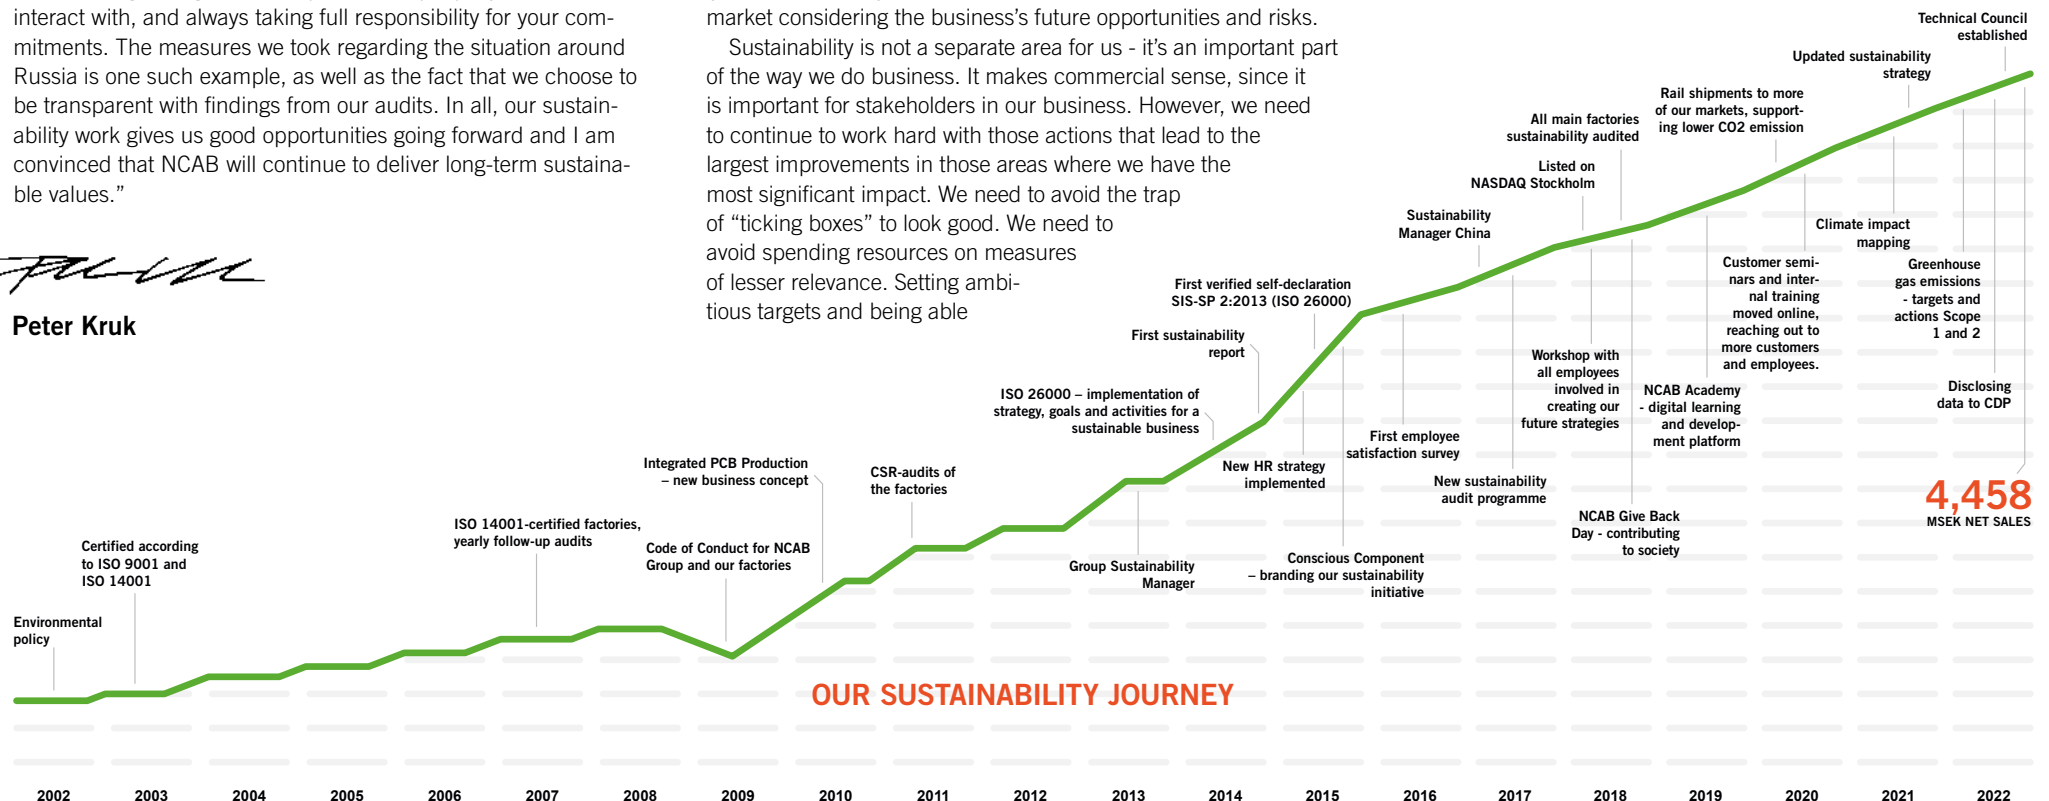 interact with, and always taking full responsibility for your com-
mitments. The measures we took regarding the situation around
Russia is one such example, as well as the fact that we choose to
be transparent with findings from our audits. In all, our sustain-
ability work gives us good opportunities going forward and I am
convinced that NCAB will continue to deliver long-term sustaina-
ble values.”
Peter Kruk
market considering the business’s future opportunities and risks.
Sustainability is not a separate area for us - it’s an important part
of the way we do business. It makes commercial sense, since it
is important for stakeholders in our business. However, we need
to continue to work hard with those actions that lead to the
largest improvements in those areas where we have the
most significant impact. We need to avoid the trap
of “ticking boxes” to look good. We need to
avoid spending resources on measures
of lesser relevance. Setting ambi-
tious targets and being able
Environmental
policy
Certified according
to ISO 9001 and
ISO 14001
ISO 14001-certified factories,
yearly follow-up audits
Code of Conduct for NCAB
Group and our factories
Integrated PCB Production
– new business concept
CSR-audits of
the factories
Group Sustainability
Manager
ISO 26000 – implementation of
strategy, goals and activities for a
sustainable business
First sustainability
report
New HR strategy
implemented
First verified self-declaration
SIS-SP 2:2013 (ISO 26000)
Conscious Component
– branding our sustainability
initiative
First employee
satisfaction survey
Sustainability
Manager China
New sustainability
audit programme
Listed on
NASDAQ Stockholm
Workshop with
all employees
involved in
creating our
future strategies
All main factories
sustainability audited
NCAB Give Back
Day - contributing
to society
NCAB Academy
- digital learning
and develop-
ment platform
Rail shipments to more
of our markets, support-
ing lower CO2 emission
Customer semi-
nars and inter-
nal training
moved online,
reaching out to
more customers
and employees.
Climate impact
mapping
Updated sustainability
strategy
Greenhouse
gas emissions
- targets and
actions Scope
1 and 2
Disclosing
data to CDP
Technical Council
established
4,458
MSEK NET SALES
OUR SUSTAINABILITY JOURNEY
2002 2003 2004 2005 2006 2007 2008 2009 2010 2011 2012 2013 2014 2015 2016 2017 2018 2019 2020 2021 2022